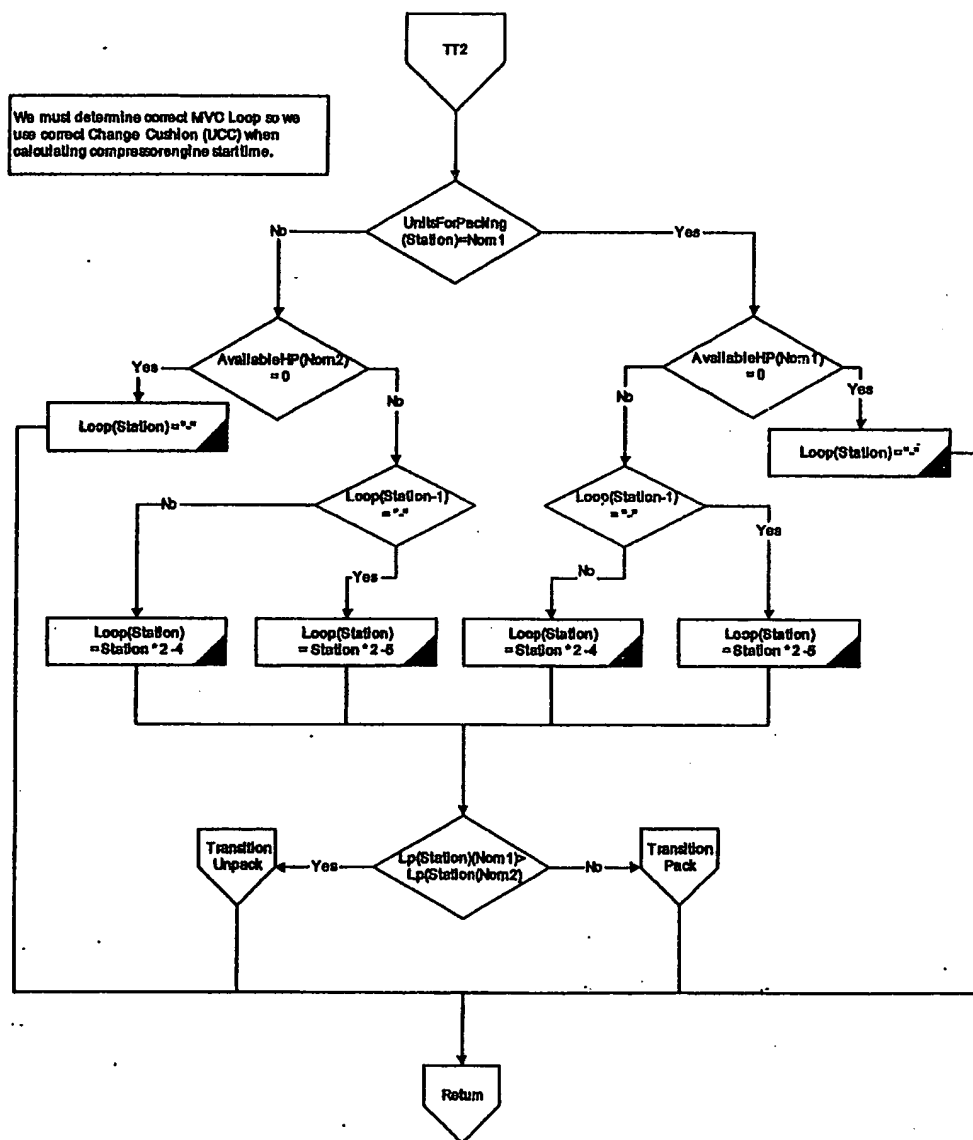 TT2
We must determine correct MVC Loop so we
use correct Change Cushion (UCC) when
calculating compressorengine starttime.
UnitsForPacking
(Station)=Nom1
No
Yes
AvailableHP(Nom2)
= 0
AvailableHP(Nom1)
= 0
Yes
No
No
Yes
Loop(Station) = "-"
Loop(Station) = "-"
Loop(Station-1)
= "-"
Loop(Station-1)
= "-"
No
Yes
No
Yes
Loop(Station)
= Station * 2 -4
Loop(Station)
= Station * 2 -5
Loop(Station)
= Station * 2 -4
Loop(Station)
= Station * 2 -5
Transition
Unpack
Yes
Lp(Station)(Nom1)>
Lp(Station(Nom2)
No
Transition
Pack
Return